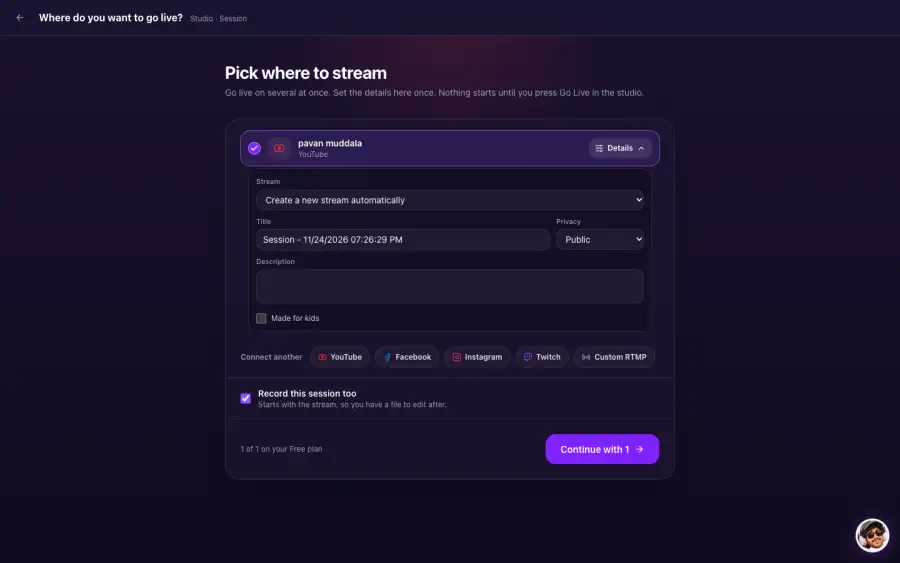 Where do you want to go live? Studio · Session
Pick where to stream
Go live on several at once. Set the details here once. Nothing starts until you press Go Live in the studio.
pavan muddala
YouTube
Details
Stream
Create a new stream automatically
Title
Privacy
Session - 11/24/2026 07:26:29 PM
Public
Description
Made for kids
Connect another YouTube Facebook Instagram Twitch Custom RTMP
Record this session too
Starts with the stream, so you have a file to edit after.
1 of 1 on your Free plan
Continue with 1 →